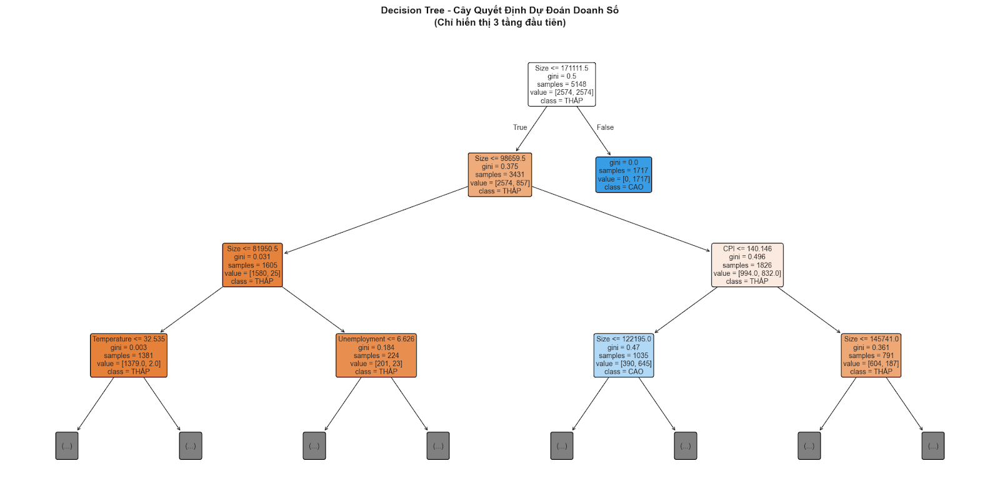 Decision Tree - Cây Quyết Định Dự Đoán Doanh Số
(Chỉ hiển thị 3 tầng đầu tiên)
Size <= 171111.5
gini = 0.5
samples = 5148
value = [2574, 2574]
class = THẤP
True
False
Size <= 98659.5
gini = 0.375
samples = 3431
value = [2574, 857]
class = THẤP
gini = 0.0
samples = 1717
value = [0, 1717]
class = CAO
Size <= 81950.5
gini = 0.031
samples = 1605
value = [1580, 25]
class = THẤP
CPI <= 140.146
gini = 0.496
samples = 1826
value = [994.0, 832.0]
class = THẤP
Temperature <= 32.535
gini = 0.003
samples = 1381
value = [1379.0, 2.0]
class = THẤP
Unemployment <= 6.626
gini = 0.184
samples = 224
value = [201, 23]
class = THẤP
Size <= 122195.0
gini = 0.47
samples = 1035
value = [390, 645]
class = CAO
Size <= 145741.0
gini = 0.361
samples = 791
value = [604, 187]
class = THẤP
(...)
(...)
(...)
(...)
(...)
(...)
(...)
(...)